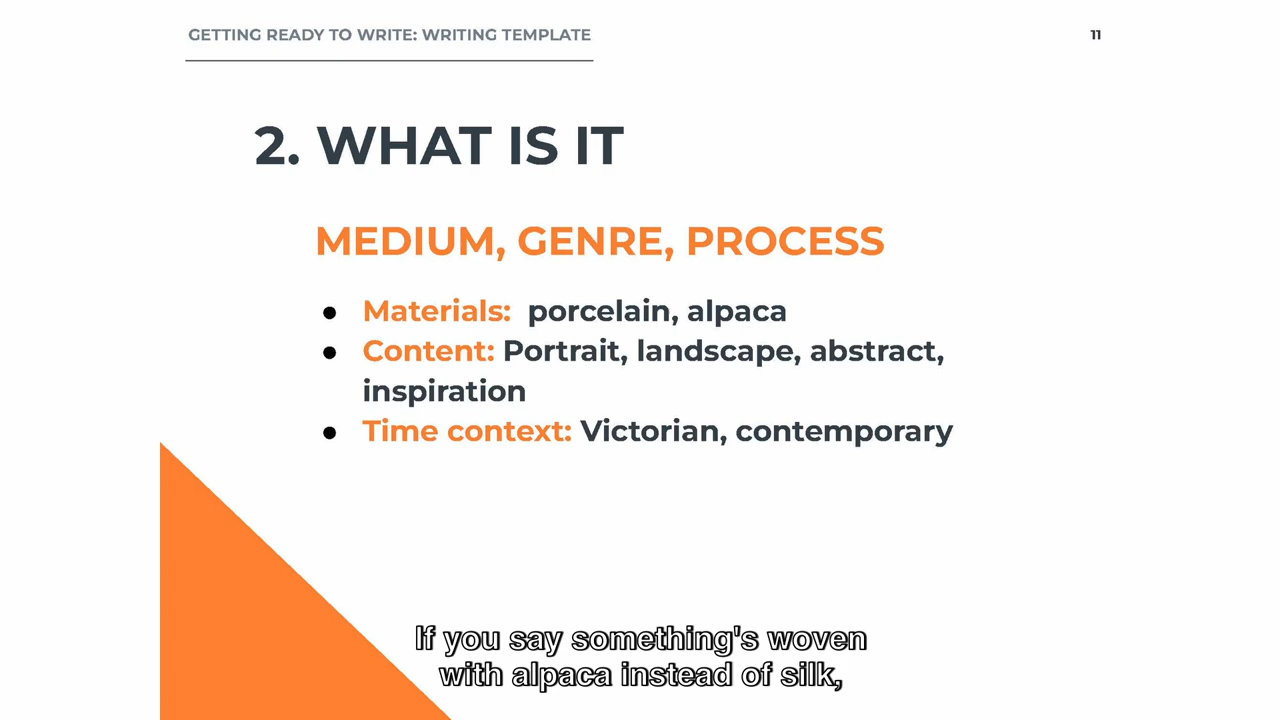 GETTING READY TO WRITE: WRITING TEMPLATE
11
2. WHAT IS IT
MEDIUM, GENRE, PROCESS
● Materials: porcelain, alpaca
● Content: Portrait, landscape, abstract,
inspiration
● Time context: Victorian, contemporary
If you say something's woven
with alpaca instead of silk,